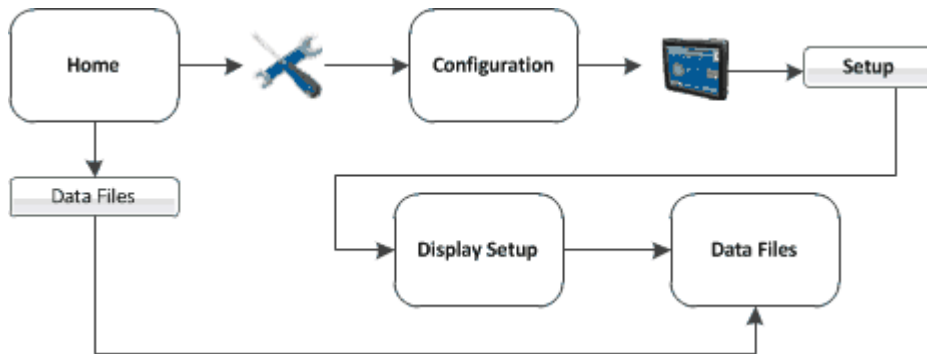 Home
Configuration
Setup
Data Files
Display Setup
Data Files